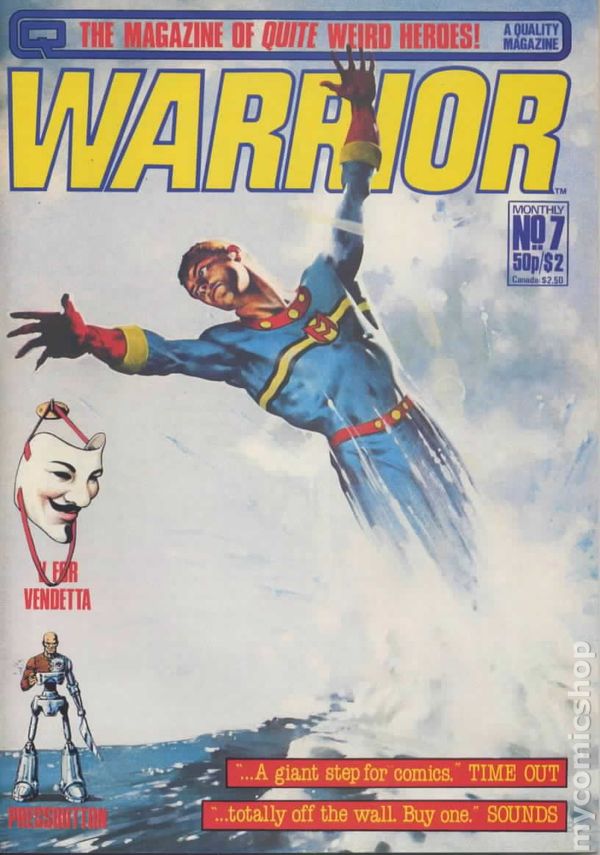 Q
THE MAGAZINE OF QUITE WEIRD HEROES!
A QUALITY
MAGAZINE
WARRIOR
TM
MONTHLY
No 7
50p/$2
Canada: $2.50
V FOR
VENDETTA
PRESSBUTTON
"...A giant step for comics." TIME OUT
"...totally off the wall. Buy one." SOUNDS
mycomicshop